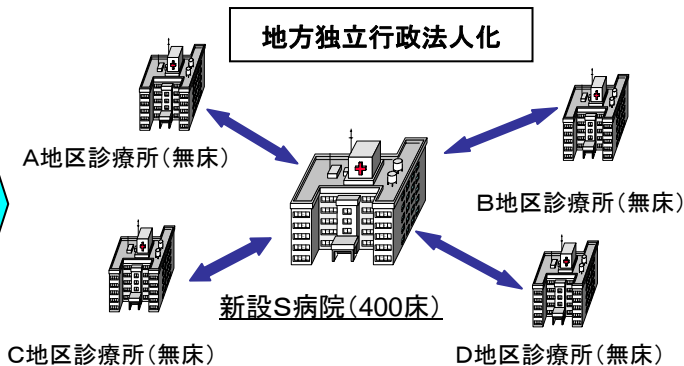 地方独立行政法人化
A地区診療所(無床)
B地区診療所(無床)
新設S病院(400床)
C地区診療所(無床)
D地区診療所(無床)